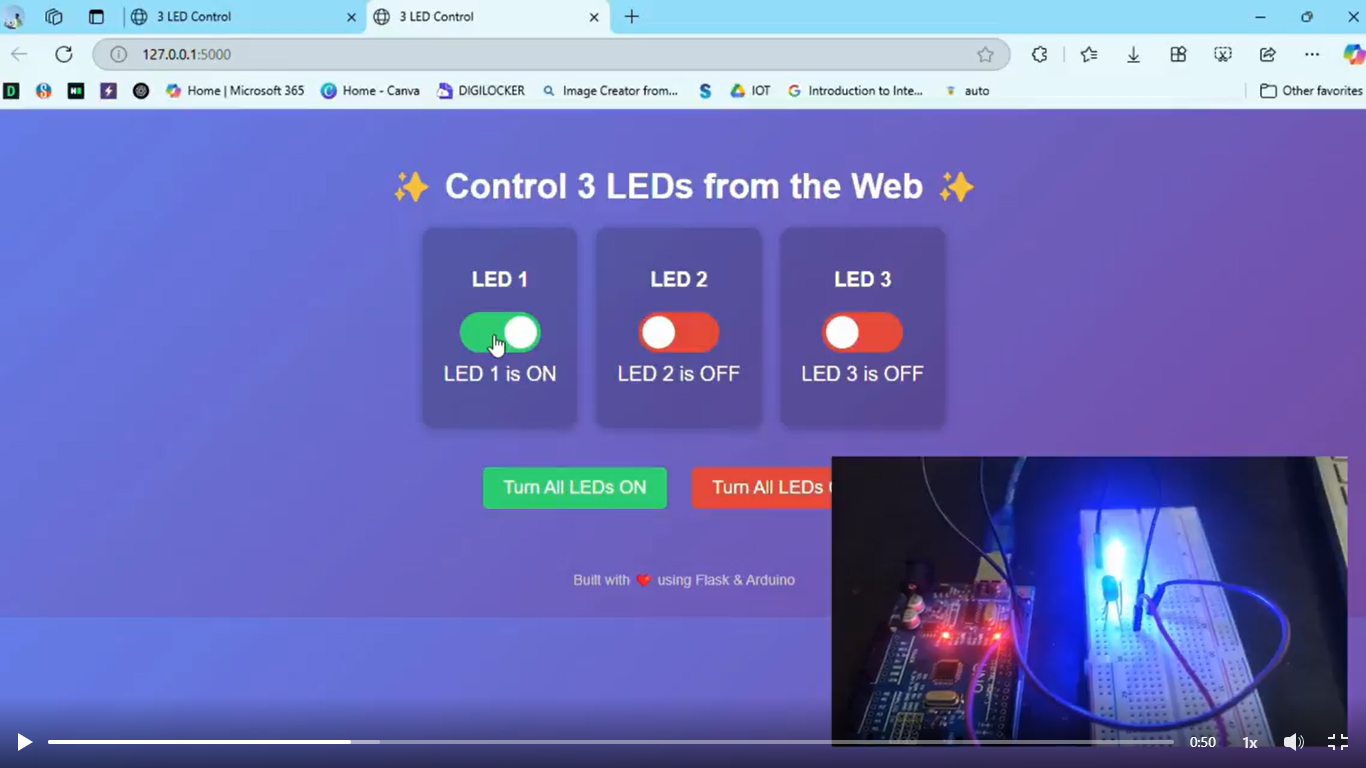 3 LED Control
3 LED Control
127.0.0.1:5000
Home | Microsoft 365
Home - Canva
DIGILOCKER
Image Creator from...
IOT
Introduction to Inte...
auto
Other favorites
✨ Control 3 LEDs from the Web ✨
LED 1
LED 2
LED 3
LED 1 is ON
LED 2 is OFF
LED 3 is OFF
Turn All LEDs ON
Turn All LEDs
Built with ❤️ using Flask & Arduino
UNO
0:50
1x